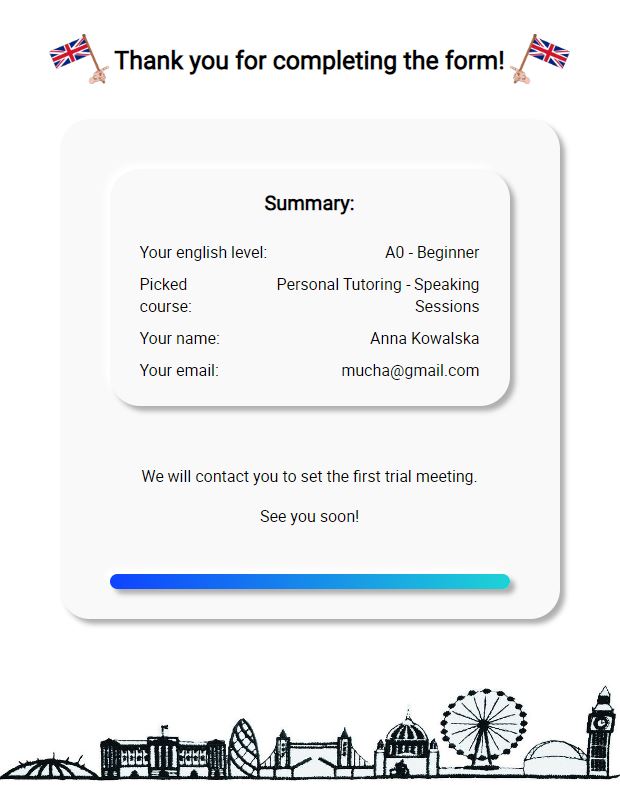 Thank you for completing the form!
Summary:
Your english level: A0 - Beginner
Picked course: Personal Tutoring - Speaking Sessions
Your name: Anna Kowalska
Your email: mucha@gmail.com
We will contact you to set the first trial meeting.
See you soon!